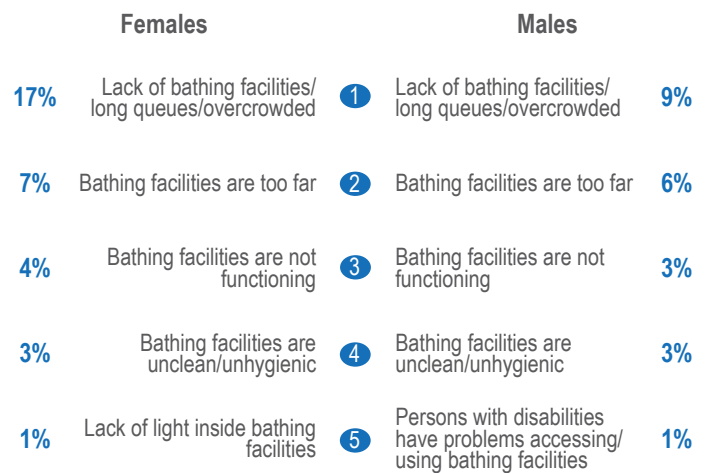 Females Males
17% Lack of bathing facilities/ 1 Lack of bathing facilities/ 9%
long queues/overcrowded long queues/overcrowded
7% Bathing facilities are too far 2 Bathing facilities are too far 6%
4% Bathing facilities are not 3 Bathing facilities are not 3%
functioning functioning
3% Bathing facilities are 4 Bathing facilities are 3%
unclean/unhygienic unclean/unhygienic
1% Lack of light inside bathing 5 Persons with disabilities 1%
facilities have problems accessing/
using bathing facilities